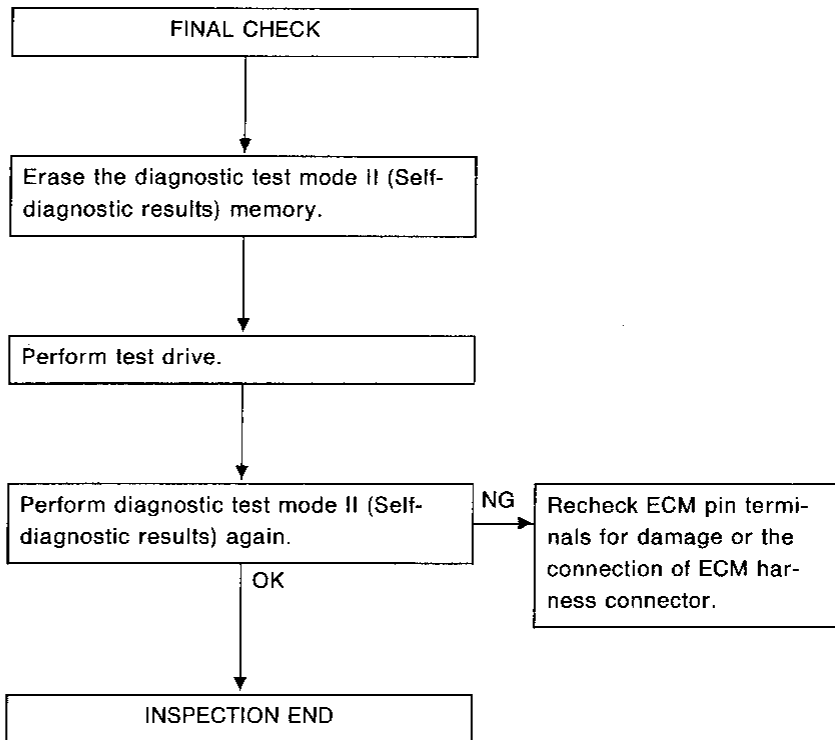 FINAL CHECK
Erase the diagnostic test mode II (Self-
diagnostic results) memory.
Perform test drive.
Perform diagnostic test mode II (Self-
diagnostic results) again.
NG
Recheck ECM pin termi-
nals for damage or the
connection of ECM har-
ness connector.
OK
INSPECTION END